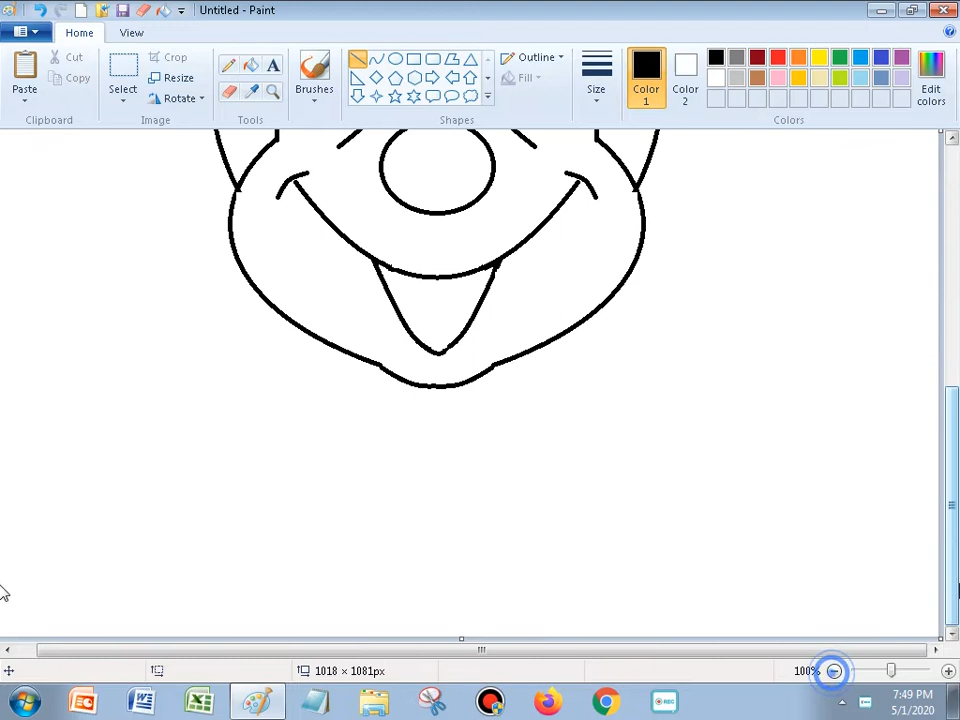 Untitled - Paint
Home View
Paste
Cut
Copy
Clipboard
Select
Crop
Resize
Rotate
Image
A
Tools
Brushes
Outline
Fill
Shapes
Size
Color 1
Color 2
Edit colors
Colors
1018 × 1081px
100%
7:49 PM
5/1/2020
REC